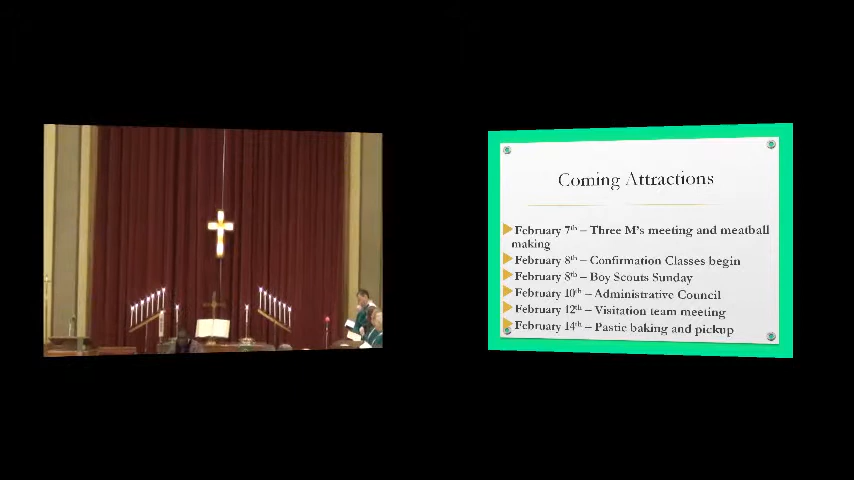 Coming Attractions
February 7th – Three M's meeting and meatball
making
February 8th – Confirmation Classes begin
February 8th – Boy Scouts Sunday
February 10th – Administrative Council
February 12th – Visitation team meeting
February 14th – Pastie baking and pickup